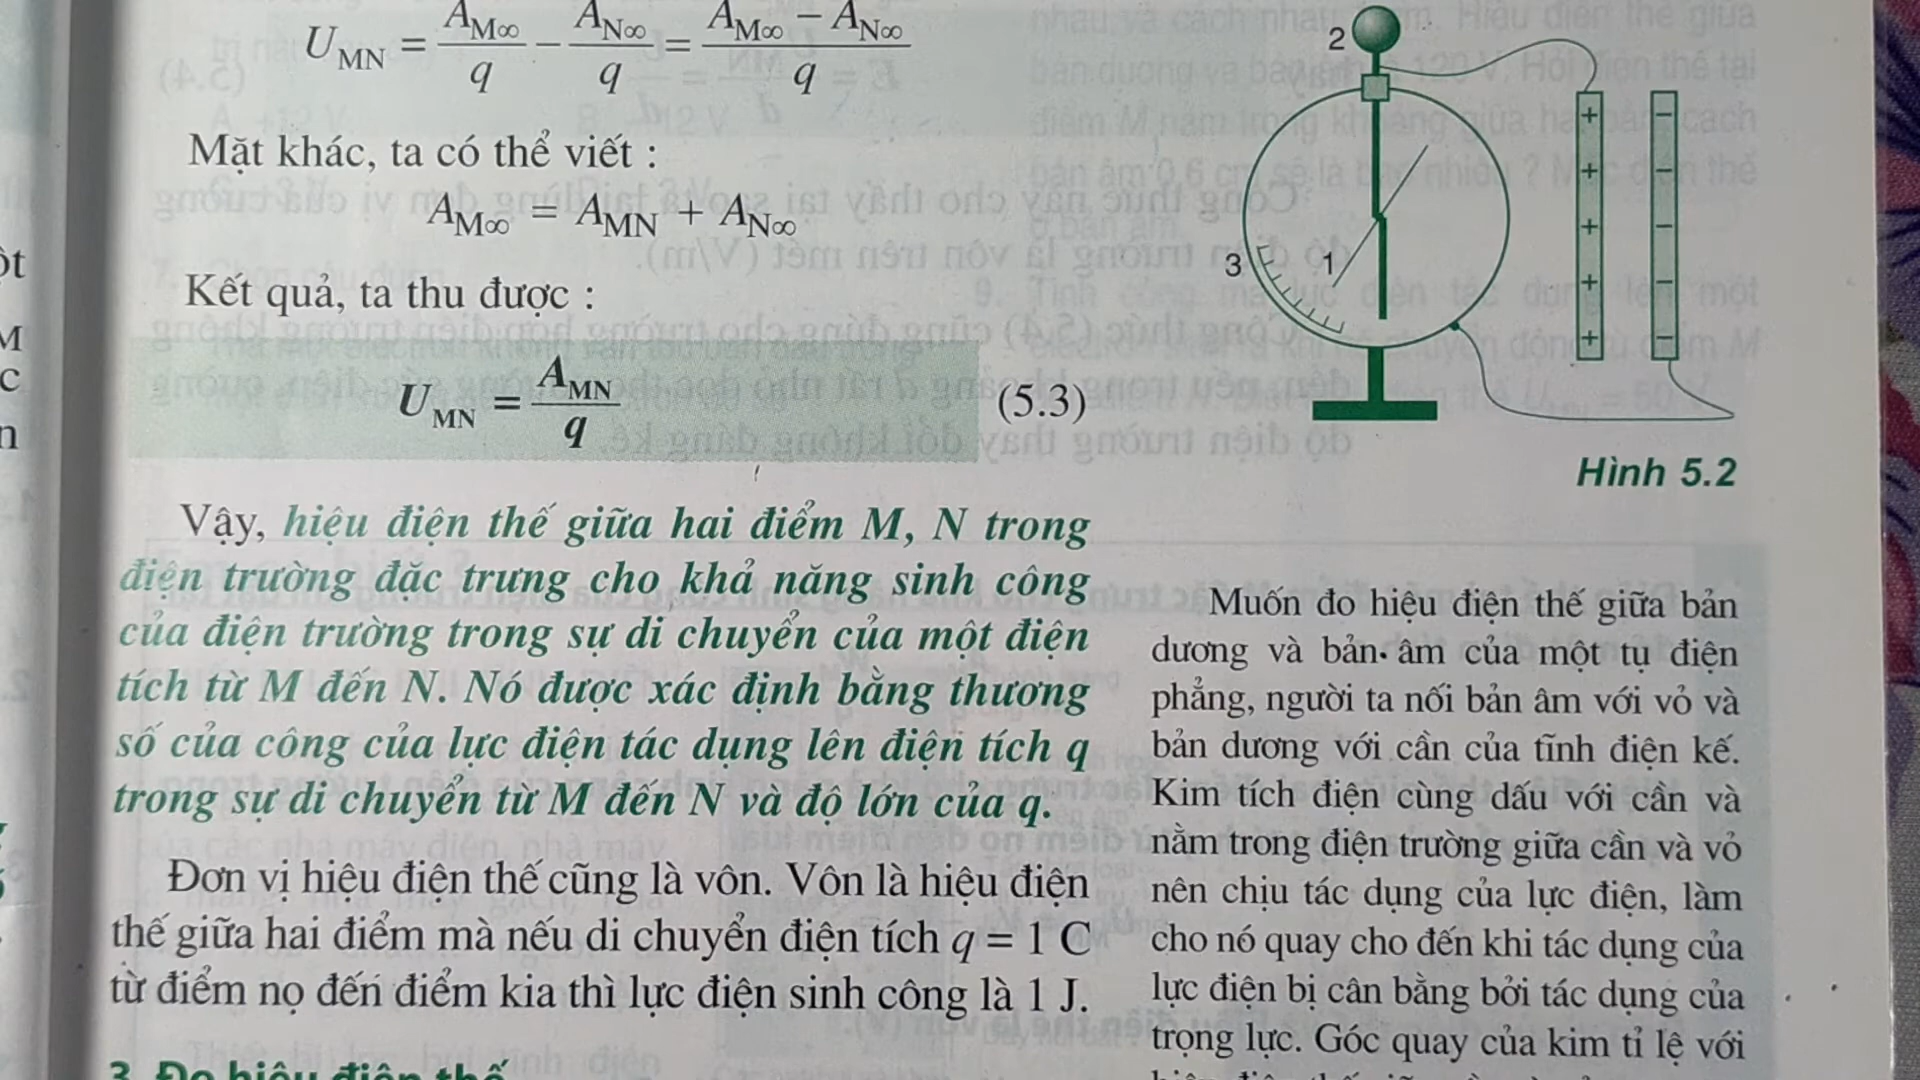 U_MN = A_M∞/q − A_N∞/q = (A_M∞ − A_N∞)/q
Mặt khác, ta có thể viết :
A_M∞ = A_MN + A_N∞
Kết quả, ta thu được :
U_MN = A_MN/q (5.3)
Vậy, hiệu điện thế giữa hai điểm M, N trong
điện trường đặc trưng cho khả năng sinh công
của điện trường trong sự di chuyển của một điện
tích từ M đến N. Nó được xác định bằng thương
số của công của lực điện tác dụng lên điện tích q
trong sự di chuyển từ M đến N và độ lớn của q.
Đơn vị hiệu điện thế cũng là vôn. Vôn là hiệu điện
thế giữa hai điểm mà nếu di chuyển điện tích q = 1 C
từ điểm nọ đến điểm kia thì lực điện sinh công là 1 J.
3. Đo hiệu điện thế
2
3
1
+ −
+ −
+ −
+ −
+ −
Hình 5.2
Muốn đo hiệu điện thế giữa bản
dương và bản âm của một tụ điện
phẳng, người ta nối bản âm với vỏ và
bản dương với cần của tĩnh điện kế.
Kim tích điện cùng dấu với cần và
nằm trong điện trường giữa cần và vỏ
nên chịu tác dụng của lực điện, làm
cho nó quay cho đến khi tác dụng của
lực điện bị cân bằng bởi tác dụng của
trọng lực. Góc quay của kim tỉ lệ với